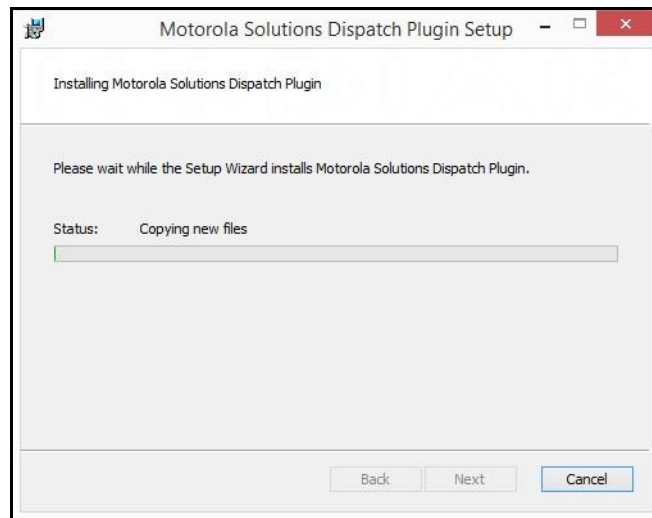 Motorola Solutions Dispatch Plugin Setup
Installing Motorola Solutions Dispatch Plugin
Please wait while the Setup Wizard installs Motorola Solutions Dispatch Plugin.
Status: Copying new files
Back Next Cancel